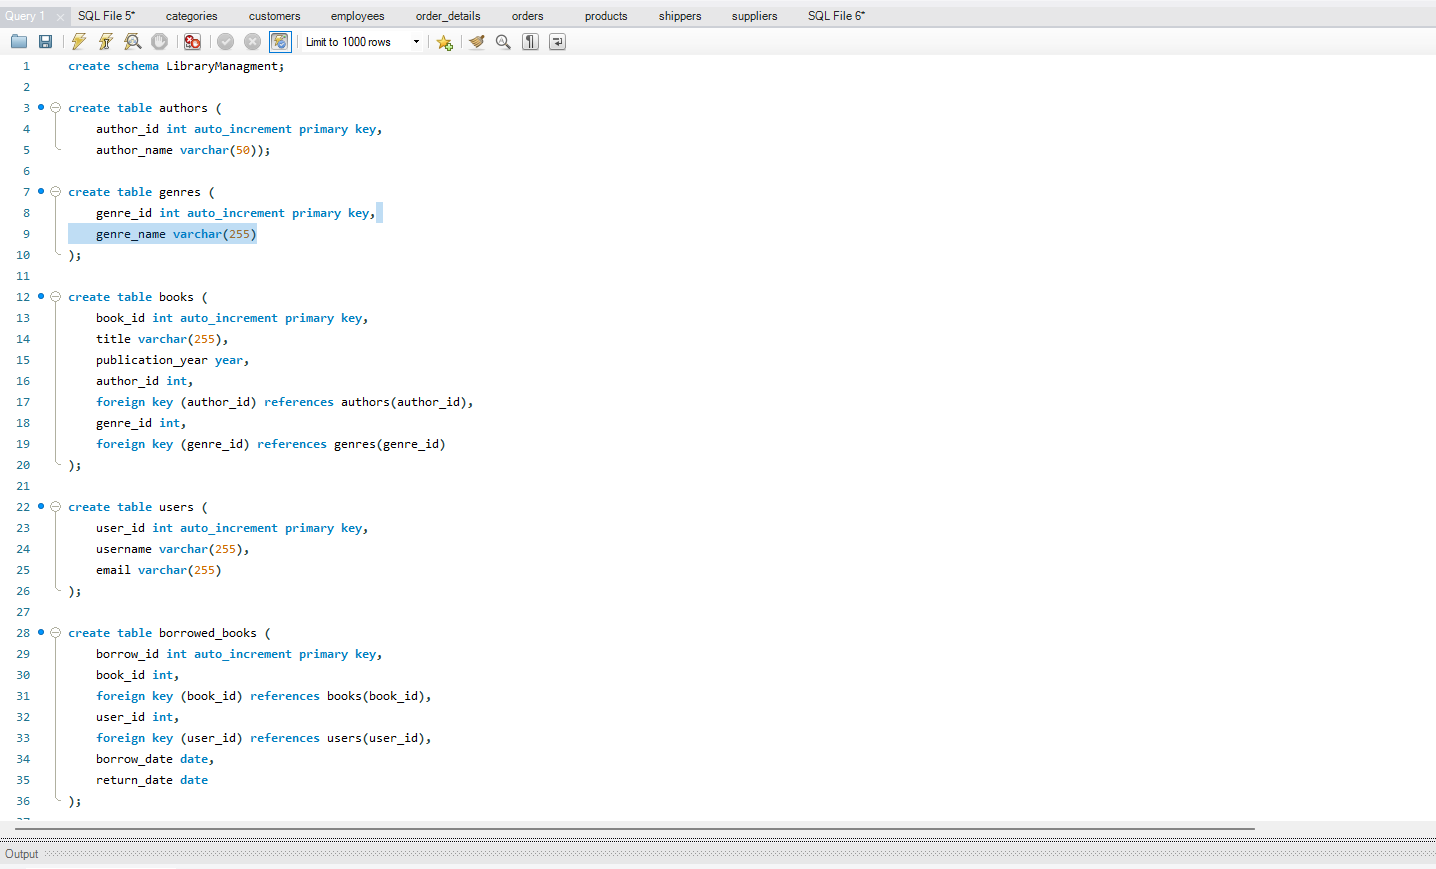 Query 1 SQL File 5* categories customers employees order_details orders products shippers suppliers SQL File 6*
Limit to 1000 rows
1 create schema LibraryManagment;
2
3 create table authors (
4 author_id int auto_increment primary key,
5 author_name varchar(50));
6
7 create table genres (
8 genre_id int auto_increment primary key,
9 genre_name varchar(255)
10 );
11
12 create table books (
13 book_id int auto_increment primary key,
14 title varchar(255),
15 publication_year year,
16 author_id int,
17 foreign key (author_id) references authors(author_id),
18 genre_id int,
19 foreign key (genre_id) references genres(genre_id)
20 );
21
22 create table users (
23 user_id int auto_increment primary key,
24 username varchar(255),
25 email varchar(255)
26 );
27
28 create table borrowed_books (
29 borrow_id int auto_increment primary key,
30 book_id int,
31 foreign key (book_id) references books(book_id),
32 user_id int,
33 foreign key (user_id) references users(user_id),
34 borrow_date date,
35 return_date date
36 );
Output